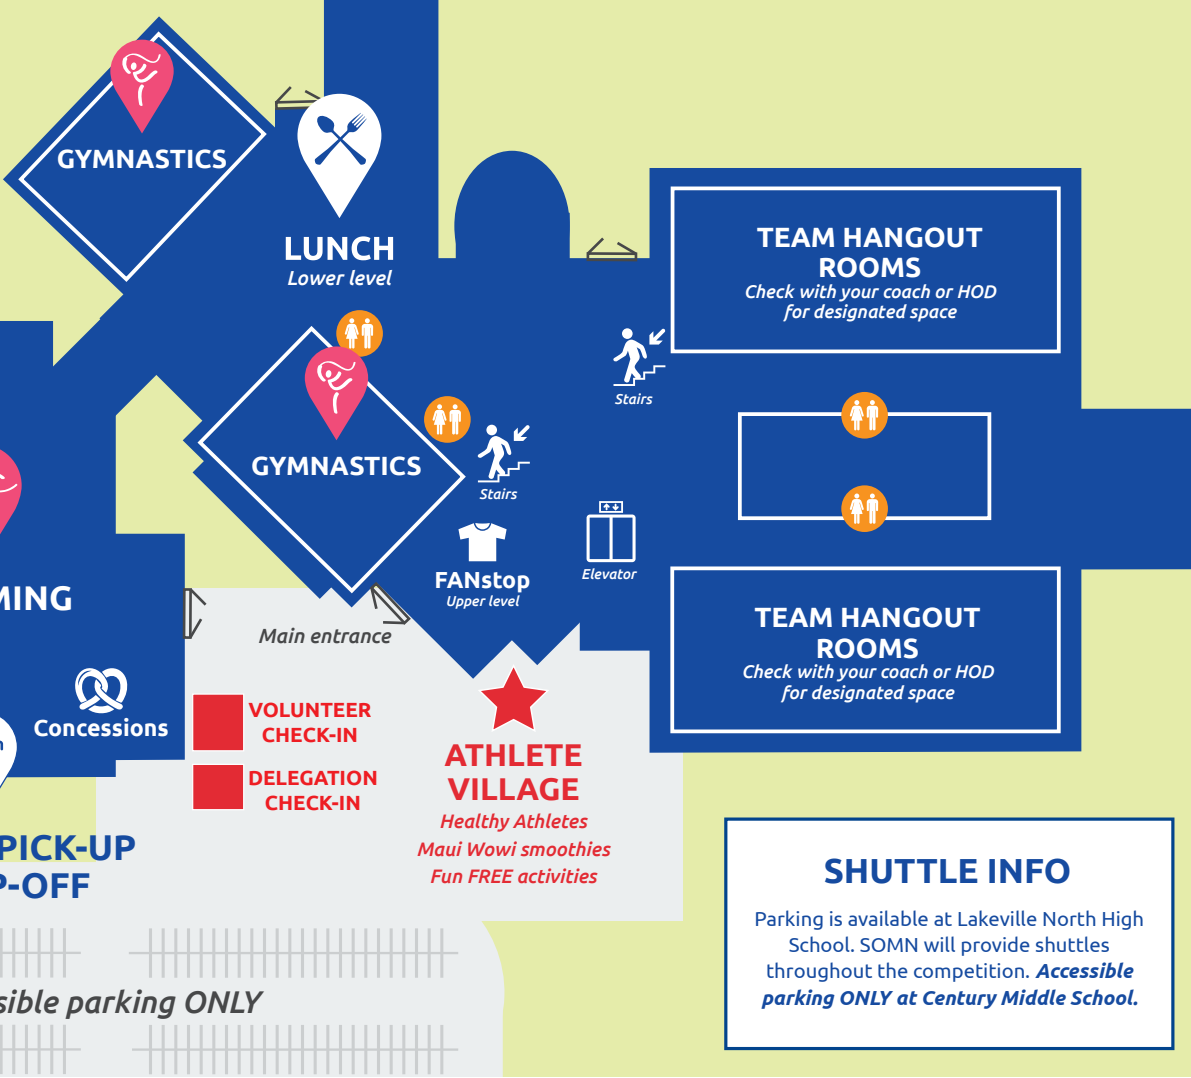 GYMNASTICS
LUNCH
Lower level
TEAM HANGOUT
ROOMS
Check with your coach or HOD
for designated space
Stairs
GYMNASTICS
Stairs
FANstop
Upper level
Elevator
MING
Main entrance
Concessions
VOLUNTEER
CHECK-IN
DELEGATION
CHECK-IN
TEAM HANGOUT
ROOMS
Check with your coach or HOD
for designated space
ATHLETE
VILLAGE
Healthy Athletes
Maui Wowi smoothies
Fun FREE activities
PICK-UP
P-OFF
sible parking ONLY
SHUTTLE INFO
Parking is available at Lakeville North High
School. SOMN will provide shuttles
throughout the competition. Accessible
parking ONLY at Century Middle School.